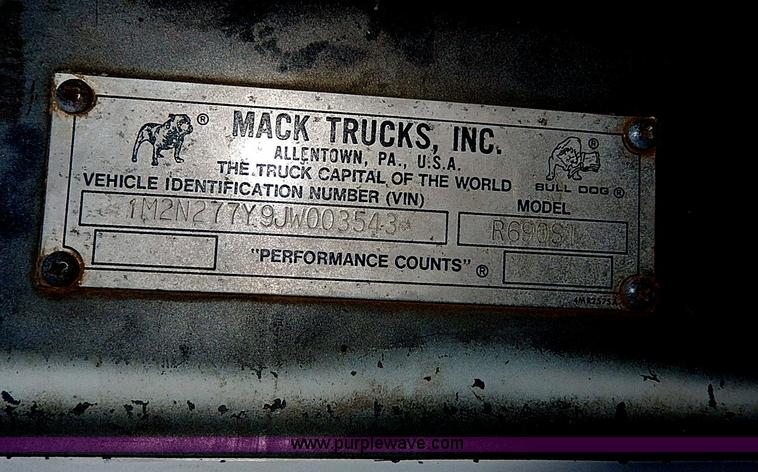 MACK TRUCKS, INC.
ALLENTOWN, PA., U.S.A.
THE TRUCK CAPITAL OF THE WORLD
BULL DOG ®
VEHICLE IDENTIFICATION NUMBER (VIN)
MODEL
1M2N277Y9JW003543*
"PERFORMANCE COUNTS" ®
www.purplewave.com